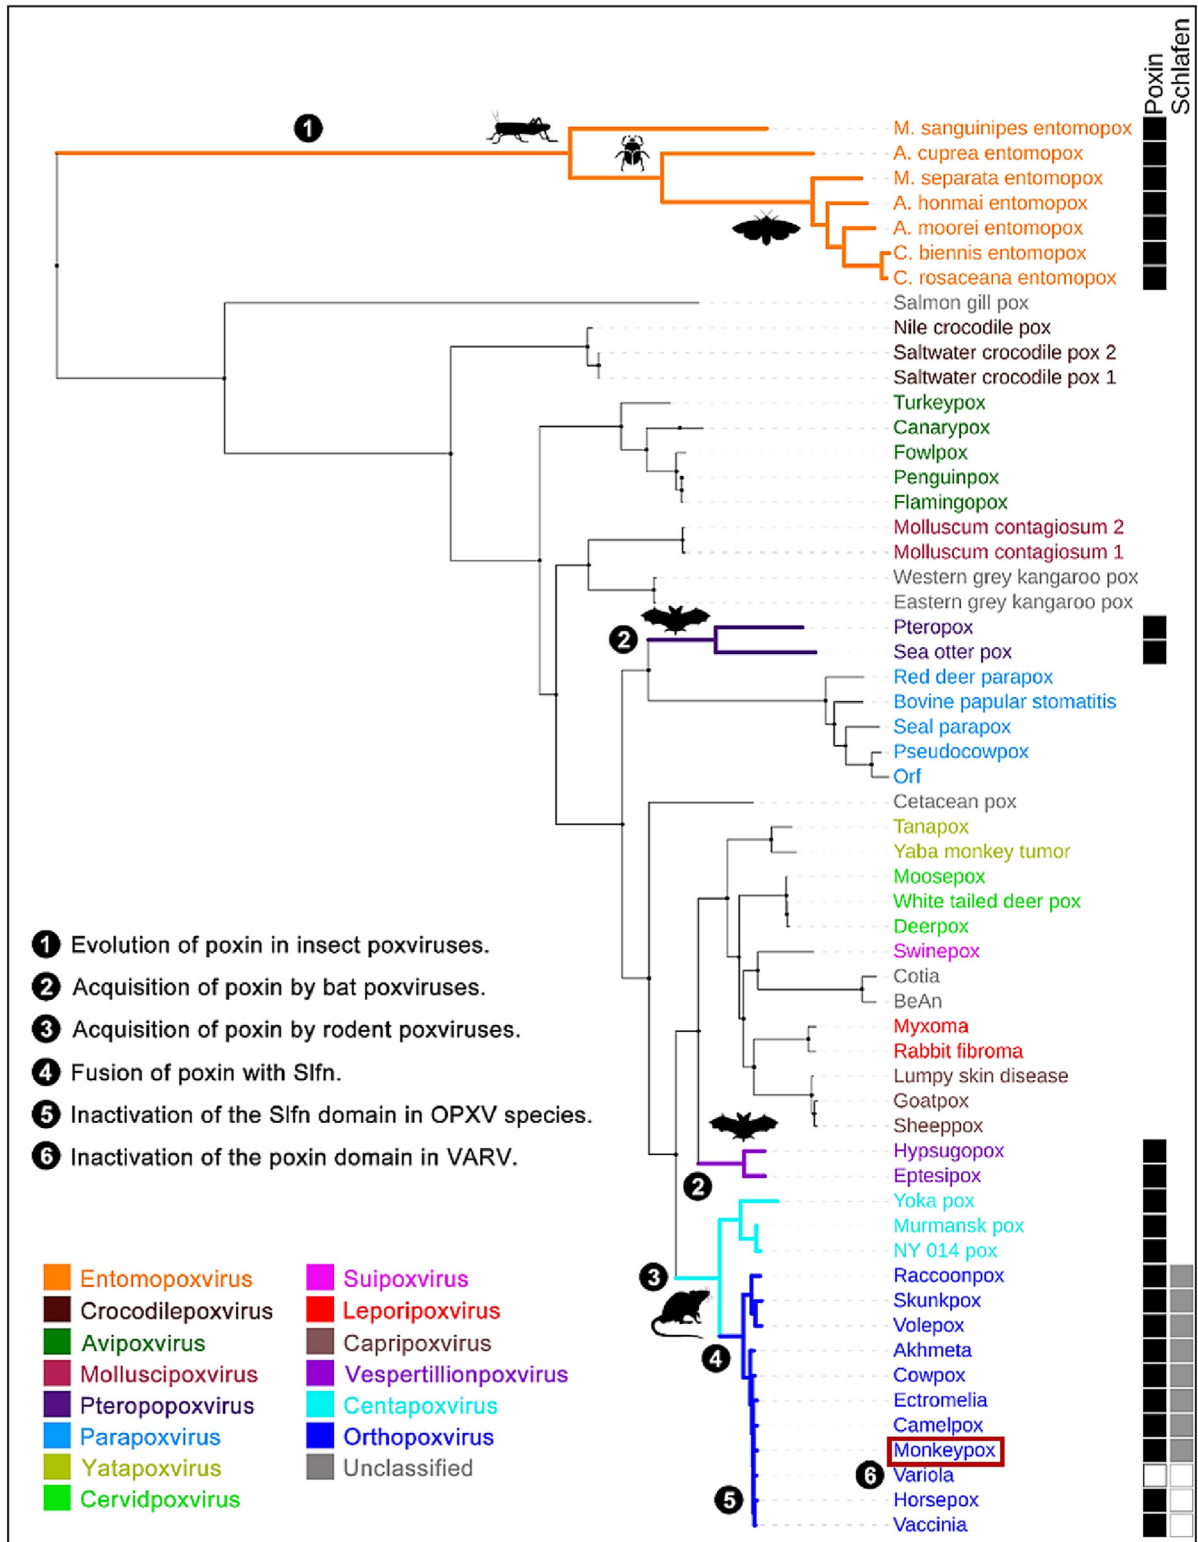 Poxin
Schlafen
1
M. sanguinipes entomopox
A. cuprea entomopox
M. separata entomopox
A. honmai entomopox
A. moorei entomopox
C. biennis entomopox
C. rosaceana entomopox
Salmon gill pox
Nile crocodile pox
Saltwater crocodile pox 2
Saltwater crocodile pox 1
Turkeypox
Canarypox
Fowlpox
Penguinpox
Flamingopox
Molluscum contagiosum 2
Molluscum contagiosum 1
Western grey kangaroo pox
Eastern grey kangaroo pox
2
Pteropox
Sea otter pox
Red deer parapox
Bovine papular stomatitis
Seal parapox
Pseudocowpox
Orf
Cetacean pox
Tanapox
Yaba monkey tumor
Moosepox
White tailed deer pox
Deerpox
Swinepox
Cotia
BeAn
Myxoma
Rabbit fibroma
Lumpy skin disease
Goatpox
Sheeppox
Hypsugopox
Eptesipox
2
Yoka pox
Murmansk pox
NY 014 pox
3
Raccoonpox
Skunkpox
Volepox
4
Akhmeta
Cowpox
Ectromelia
Camelpox
Monkeypox
6
Variola
5
Horsepox
Vaccinia
1 Evolution of poxin in insect poxviruses.
2 Acquisition of poxin by bat poxviruses.
3 Acquisition of poxin by rodent poxviruses.
4 Fusion of poxin with Slfn.
5 Inactivation of the Slfn domain in OPXV species.
6 Inactivation of the poxin domain in VARV.
Entomopoxvirus
Crocodilepoxvirus
Avipoxvirus
Molluscipoxvirus
Pteropopoxvirus
Parapoxvirus
Yatapoxvirus
Cervidpoxvirus
Suipoxvirus
Leporipoxvirus
Capripoxvirus
Vespertillionpoxvirus
Centapoxvirus
Orthopoxvirus
Unclassified